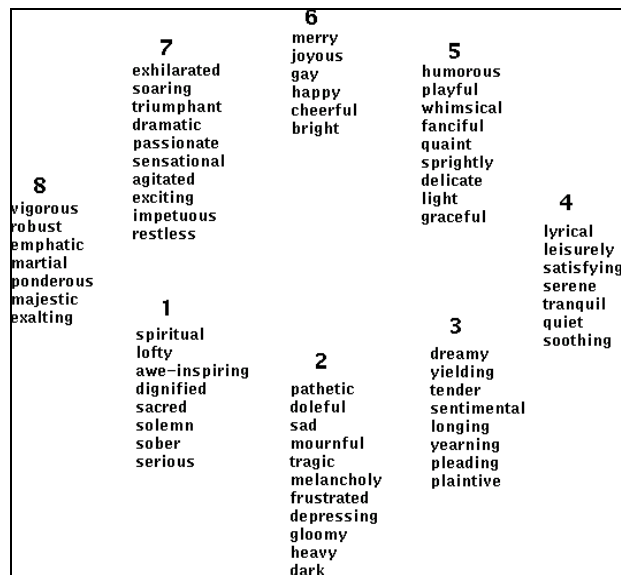 6
merry
joyous
gay
happy
cheerful
bright
7
exhilarated
soaring
triumphant
dramatic
passionate
sensational
agitated
exciting
impetuous
restless
5
humorous
playful
whimsical
fanciful
quaint
sprightly
delicate
light
graceful
8
vigorous
robust
emphatic
martial
ponderous
majestic
exalting
4
lyrical
leisurely
satisfying
serene
tranquil
quiet
soothing
1
spiritual
lofty
awe-inspiring
dignified
sacred
solemn
sober
serious
2
pathetic
doleful
sad
mournful
tragic
melancholy
frustrated
depressing
gloomy
heavy
dark
3
dreamy
yielding
tender
sentimental
longing
yearning
pleading
plaintive